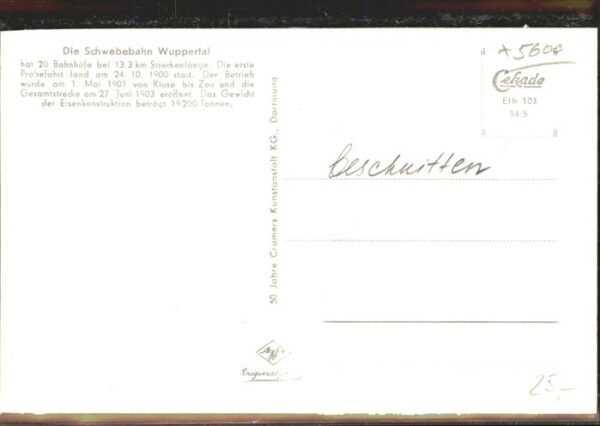 Die Schwebebahn Wuppertal
hat 20 Bahnhöfe bei 13.3 km Streckenlänge. Die erste
Probefahrt fand am 24. 10. 1900 statt. Der Betrieb
wurde am 1. Mai 1901 von Kluse bis Zoo und die
Gesamtstrecke am 27. Juni 1903 eröffnet. Das Gewicht
der Eisenkonstruktion beträgt 19 200 Tonnen.
50 Jahre Cramers Kunstanstalt KG., Dortmund
5600
Cekade
Elb 103
54/5
beschnitten
Agfa
Original
25,-